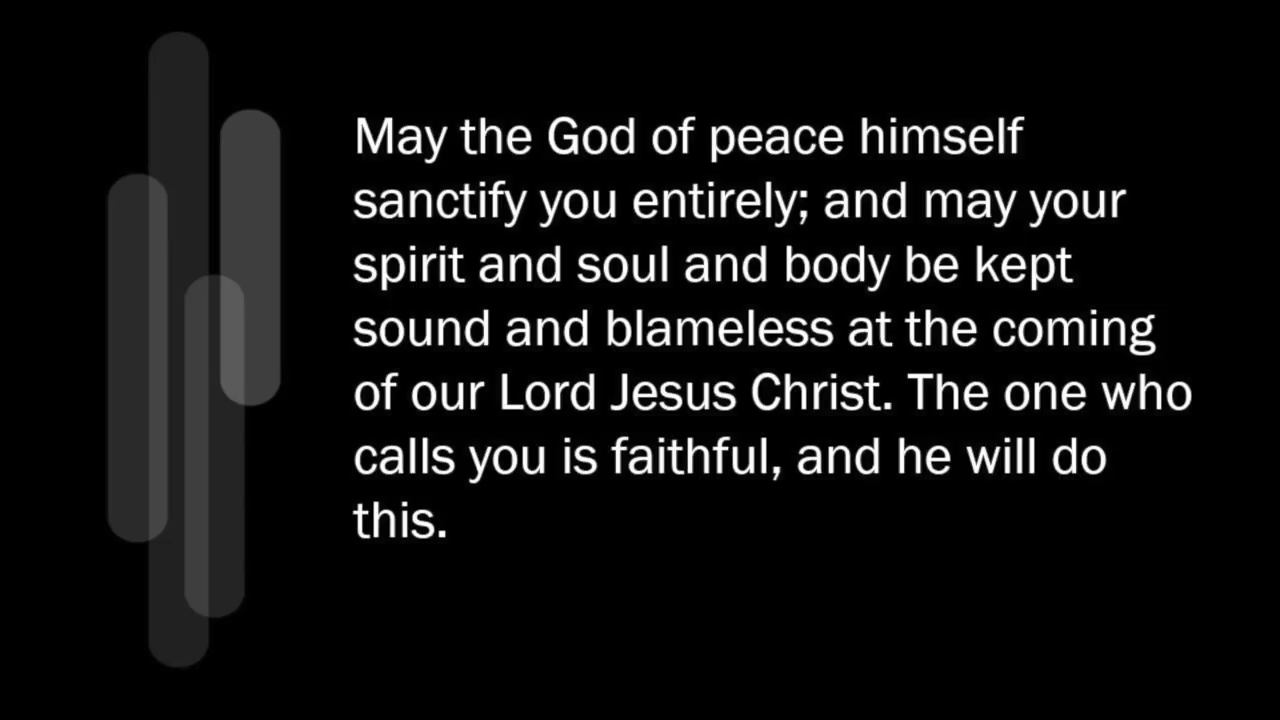 May the God of peace himself
sanctify you entirely; and may your
spirit and soul and body be kept
sound and blameless at the coming
of our Lord Jesus Christ. The one who
calls you is faithful, and he will do
this.